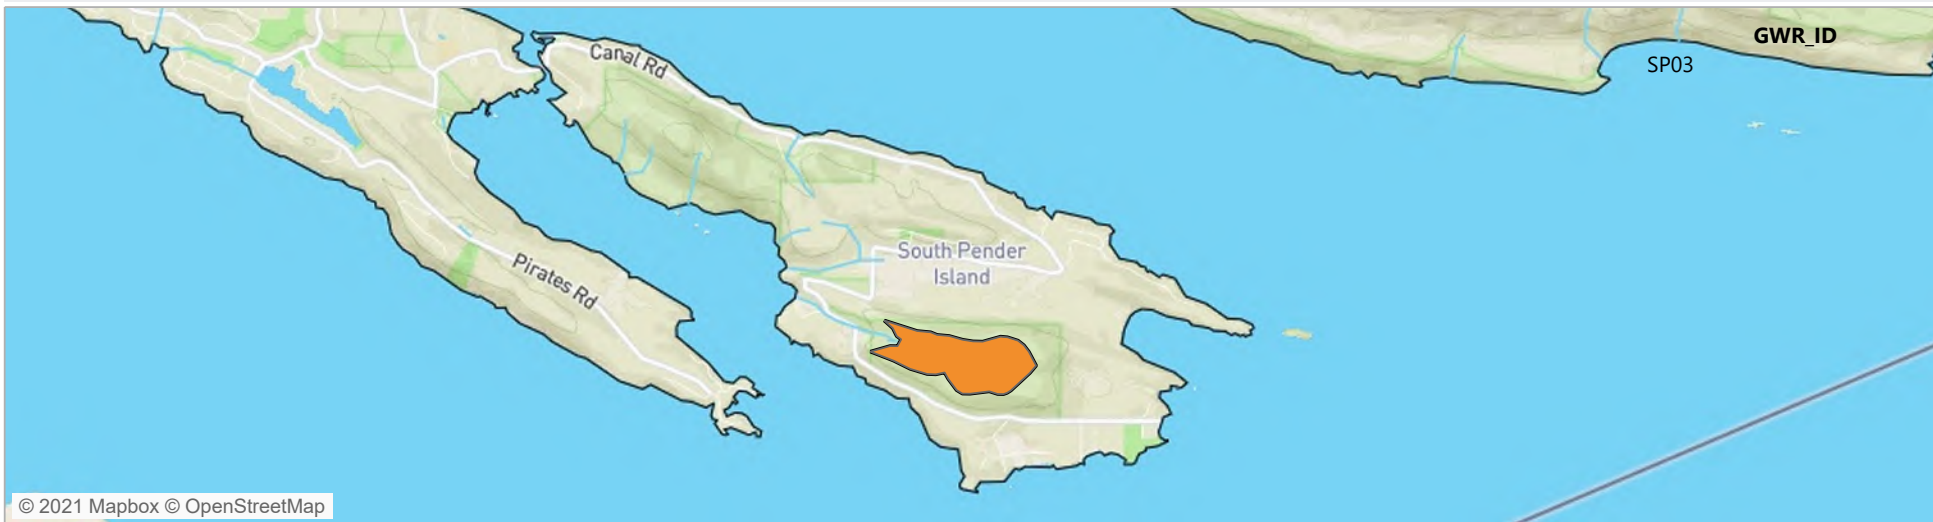 Canal Rd
GWR_ID
SP03
South Pender
Island
Pirates Rd
© 2021 Mapbox © OpenStreetMap